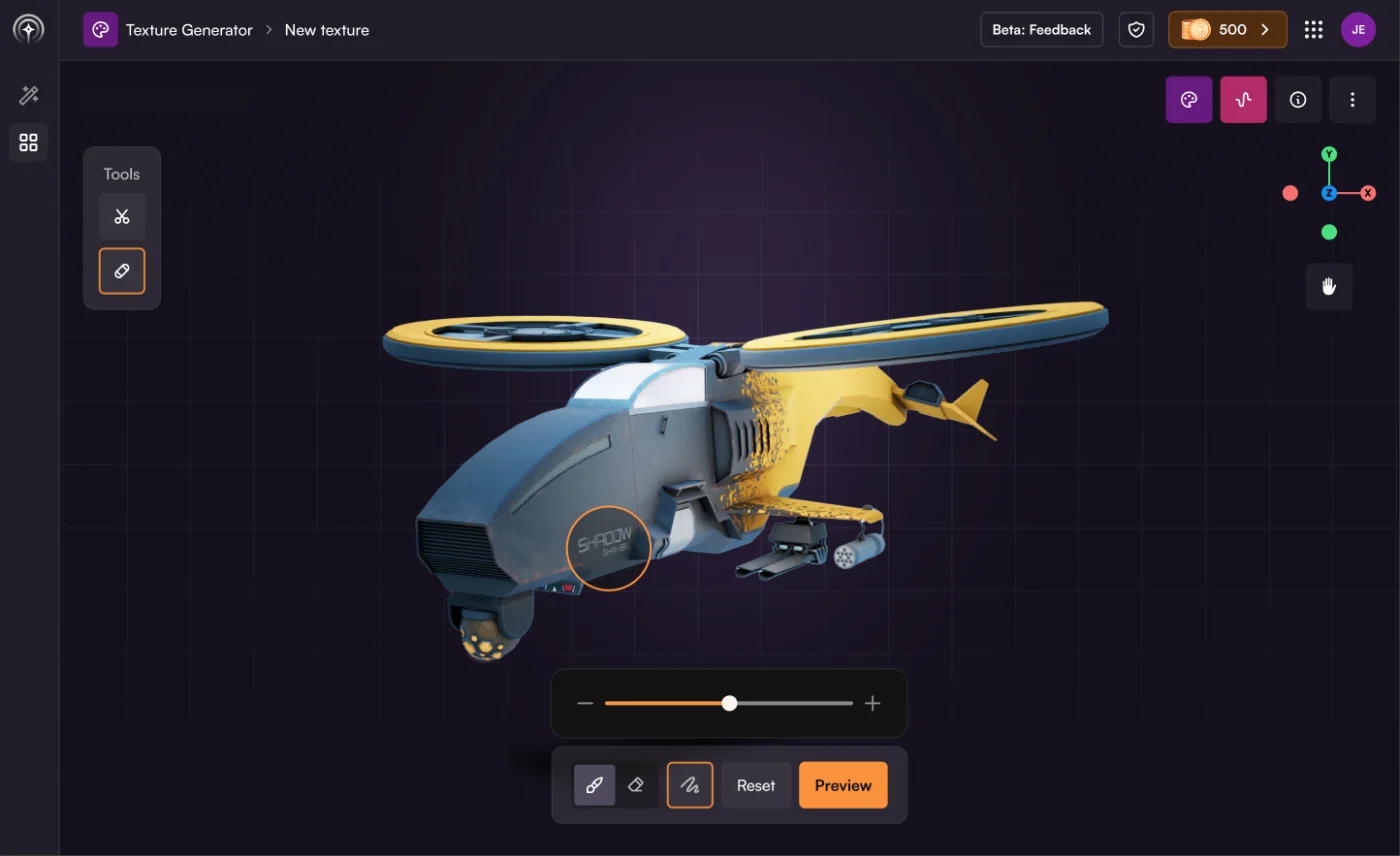 Texture Generator > New texture
Beta: Feedback
500
JE
Tools
Y
Z
X
SHADOW
Reset
Preview